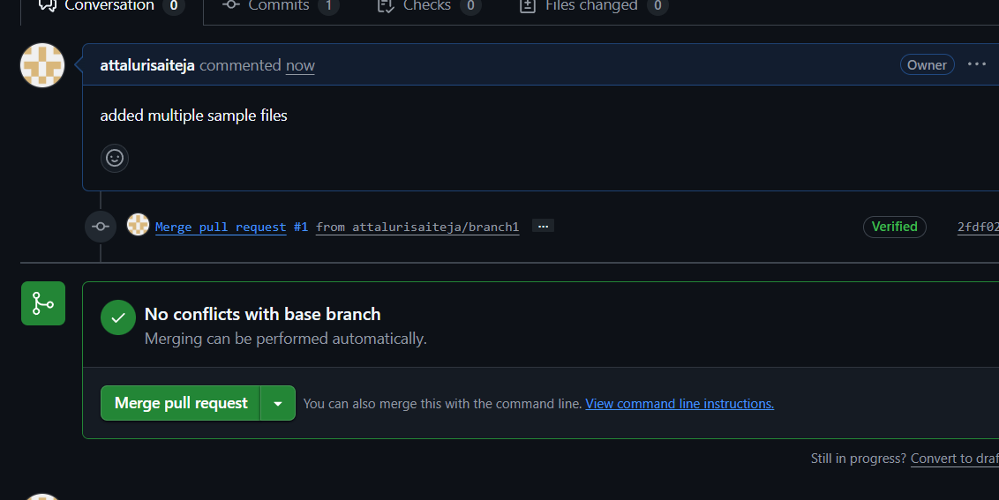 Conversation 0 Commits 1 Checks 0 Files changed 0
attalurisaiteja commented now Owner
added multiple sample files
Merge pull request #1 from attalurisaiteja/branch1 ... Verified 2fdf02
No conflicts with base branch
Merging can be performed automatically.
Merge pull request You can also merge this with the command line. View command line instructions.
Still in progress? Convert to draf